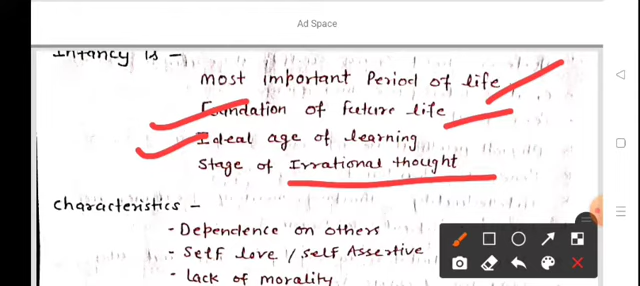 Ad Space
Infancy is -
Most important Period of life
Foundation of future life
Ideal age of learning
Stage of Irrational thought
Characteristics -
- Dependence on others
- Self love / self Assertive
- Lack of morality